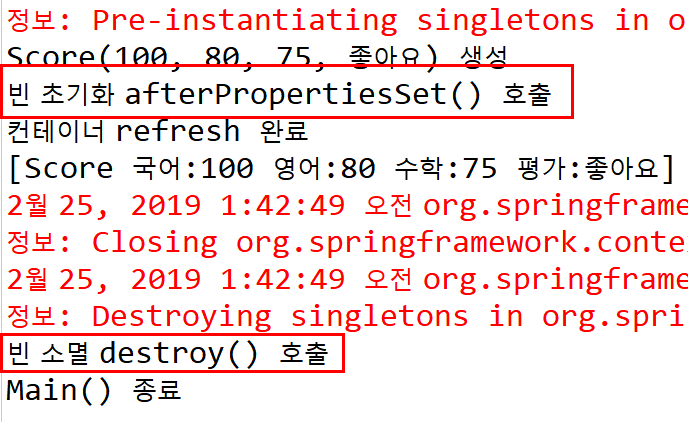 정보: Pre-instantiating singletons in o
Score(100, 80, 75, 좋아요) 생성
빈 초기화 afterPropertiesSet() 호출
컨테이너 refresh 완료
[Score 국어:100 영어:80 수학:75 평가:좋아요]
2월 25, 2019 1:42:49 오전 org.springframe
정보: Closing org.springframework.conte
2월 25, 2019 1:42:49 오전 org.springframe
정보: Destroying singletons in org.spri
빈 소멸 destroy() 호출
Main() 종료